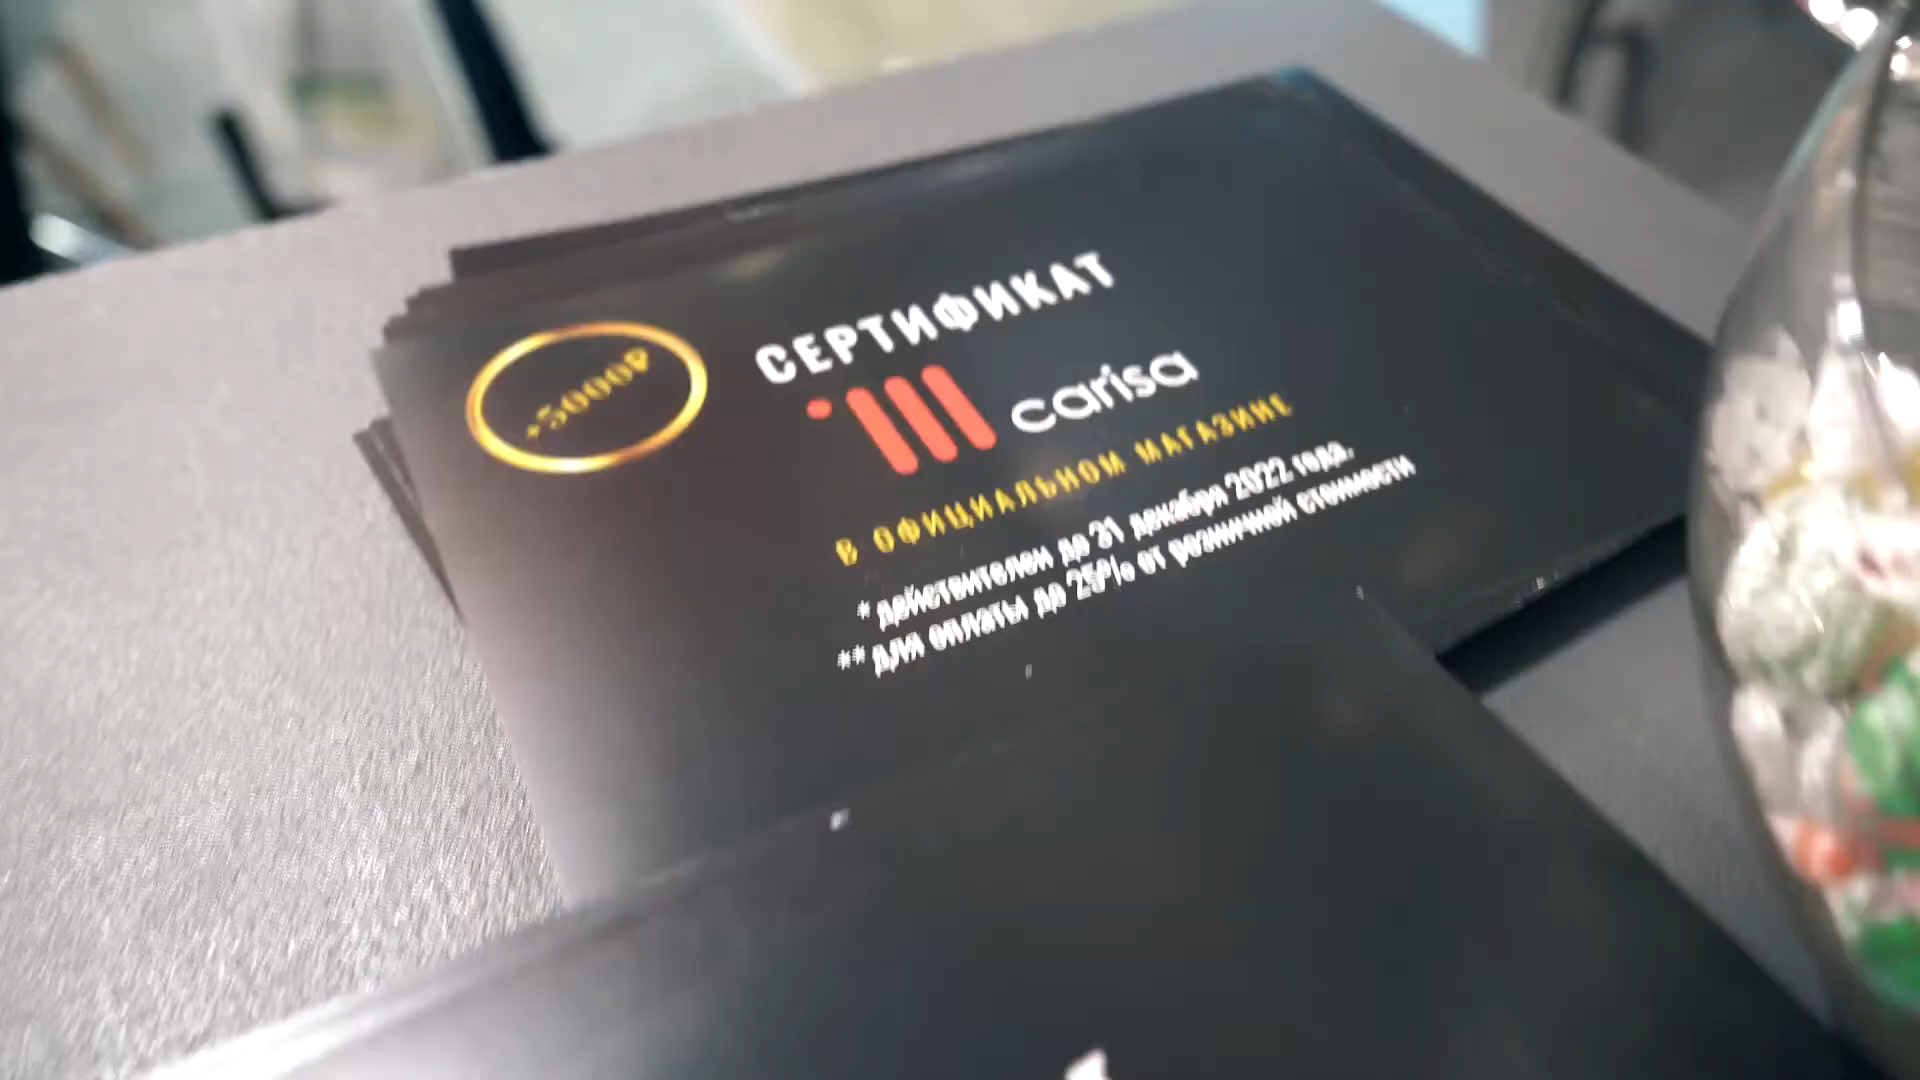 +5000₽
СЕРТИФИКАТ
carisa
В ОФИЦИАЛЬНОМ МАГАЗИНЕ
* действителен до 31 декабря 2022 года.
** для оплаты до 25% от розничной стоимости